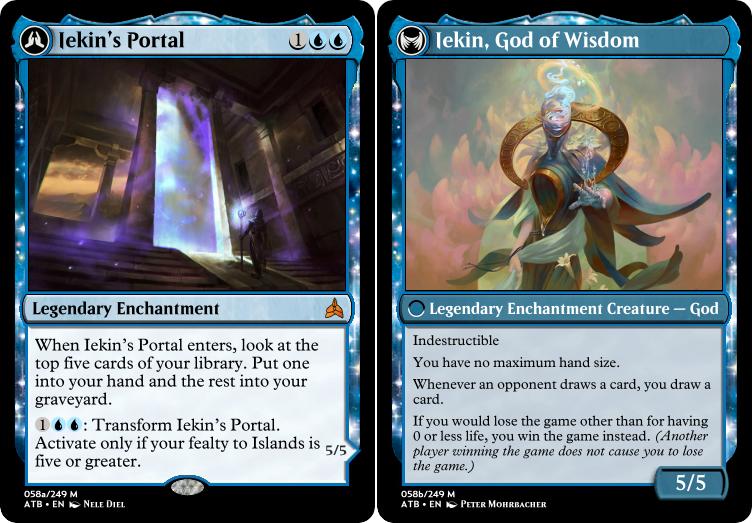 Iekin's Portal 1
Legendary Enchantment
When Iekin's Portal enters, look at the
top five cards of your library. Put one
into your hand and the rest into your
graveyard.
1: Transform Iekin's Portal.
Activate only if your fealty to Islands is
five or greater.
5/5
058a/249 M
ATB • EN Nele Diel
Iekin, God of Wisdom
Legendary Enchantment Creature — God
Indestructible
You have no maximum hand size.
Whenever an opponent draws a card, you draw a
card.
If you would lose the game other than for having
0 or less life, you win the game instead. (Another
player winning the game does not cause you to lose
the game.)
5/5
058b/249 M
ATB • EN Peter Mohrbacher